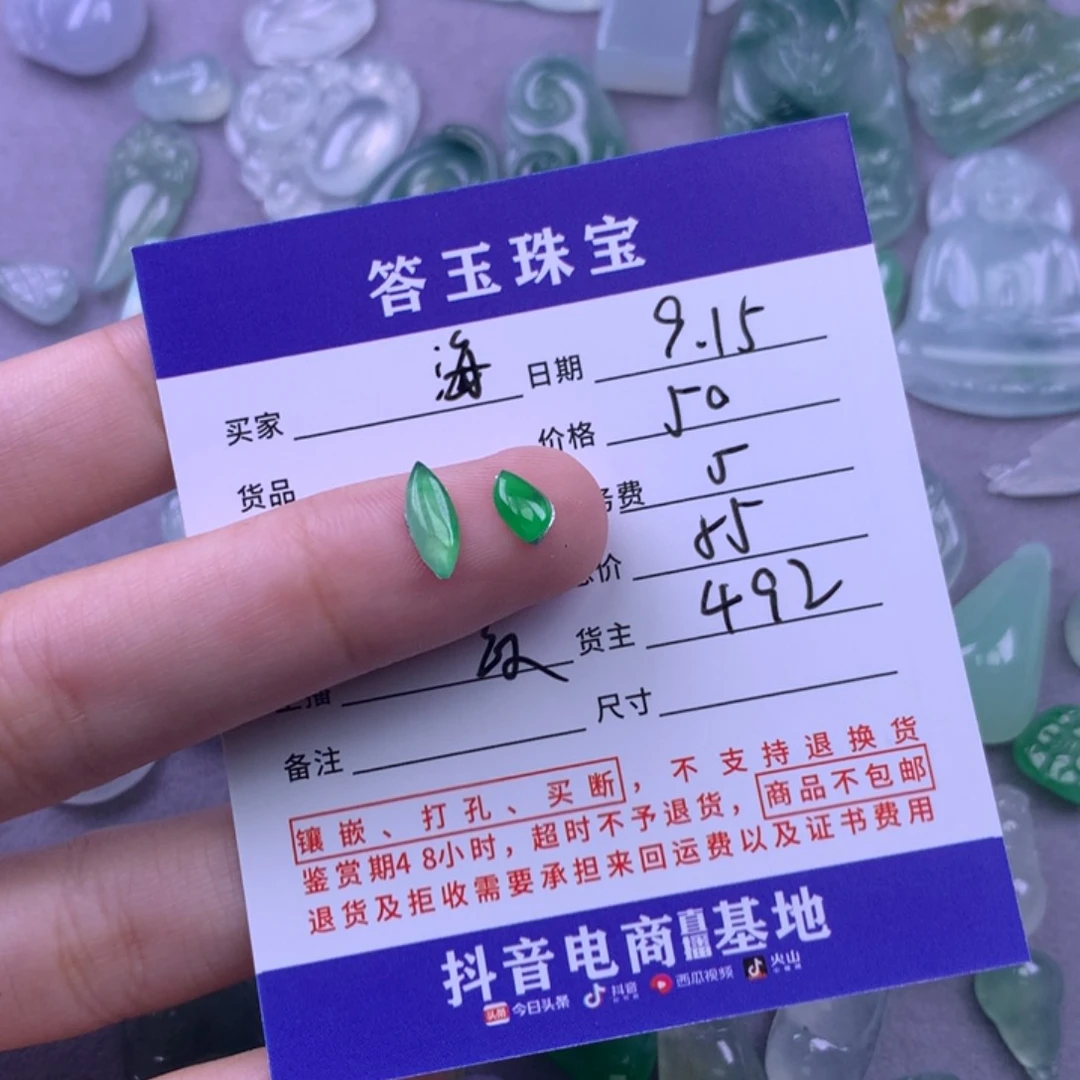 答玉珠宝
买家 海 日期 9.15
货品 价格 50
务费 5
总价 85
主播 货主 492
备注 尺寸
镶嵌、打孔、买断，不支持退换货
鉴赏期48小时，超时不予退货，商品不包邮
退货及拒收需要承担来回运费以及证书费用
抖音电商直播基地
头条 今日头条 抖音 西瓜视频 火山